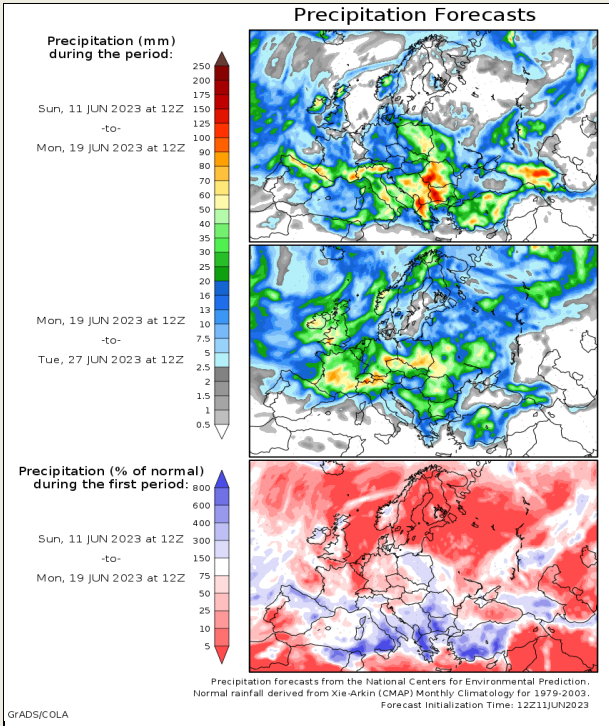 Precipitation Forecasts
Precipitation (mm)
during the period:
Sun, 11 JUN 2023 at 12Z
-to-
Mon, 19 JUN 2023 at 12Z
250
200
175
150
125
100
90
80
70
60
50
40
35
30
25
20
16
13
10
7.5
5
2.5
2
1.5
1
0.5
Mon, 19 JUN 2023 at 12Z
-to-
Tue, 27 JUN 2023 at 12Z
Precipitation (% of normal)
during the first period:
Sun, 11 JUN 2023 at 12Z
-to-
Mon, 19 JUN 2023 at 12Z
800
600
400
300
150
75
50
25
10
5
Precipitation forecasts from the National Centers for Environmental Prediction.
Normal rainfall derived from Xie-Arkin (CMAP) Monthly Climatology for 1979-2003.
Forecast Initialization Time: 12Z11JUN2023
GrADS/COLA